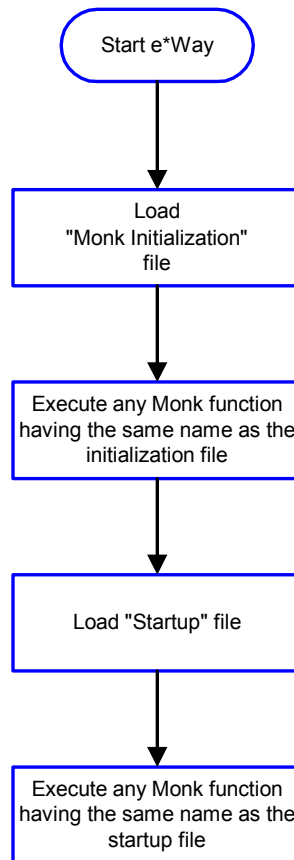 Start e*Way
Load
"Monk Initialization"
file
Execute any Monk function
having the same name as the
initialization file
Load "Startup" file
Execute any Monk function
having the same name as the
startup file